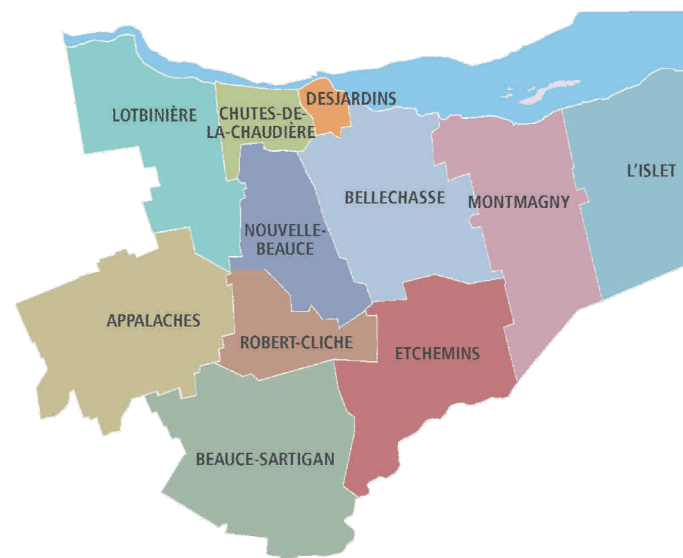 DESJARDINS
LOTBINIÈRE
CHUTES-DE-
LA-CHAUDIÈRE
L'ISLET
BELLECHASSE
MONTMAGNY
NOUVELLE-
BEAUCE
APPALACHES
ROBERT-CLICHE
ETCHEMINS
BEAUCE-SARTIGAN